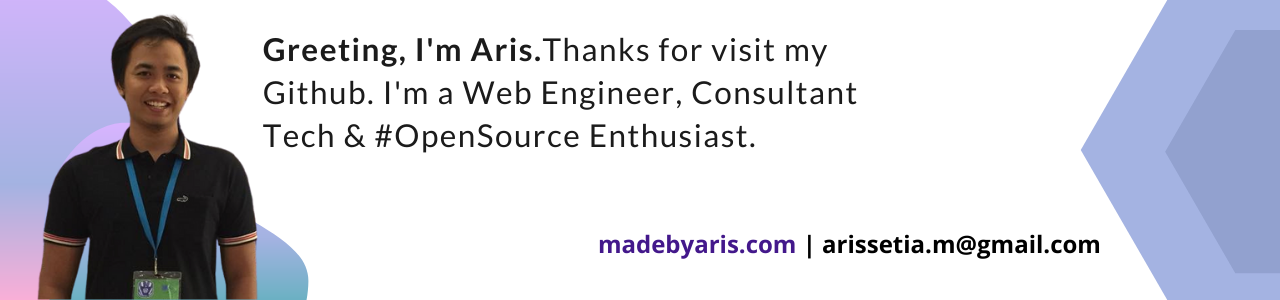 Greeting, I'm Aris.Thanks for visit my
Github. I'm a Web Engineer, Consultant
Tech & #OpenSource Enthusiast.
madebyaris.com | arissetia.m@gmail.com